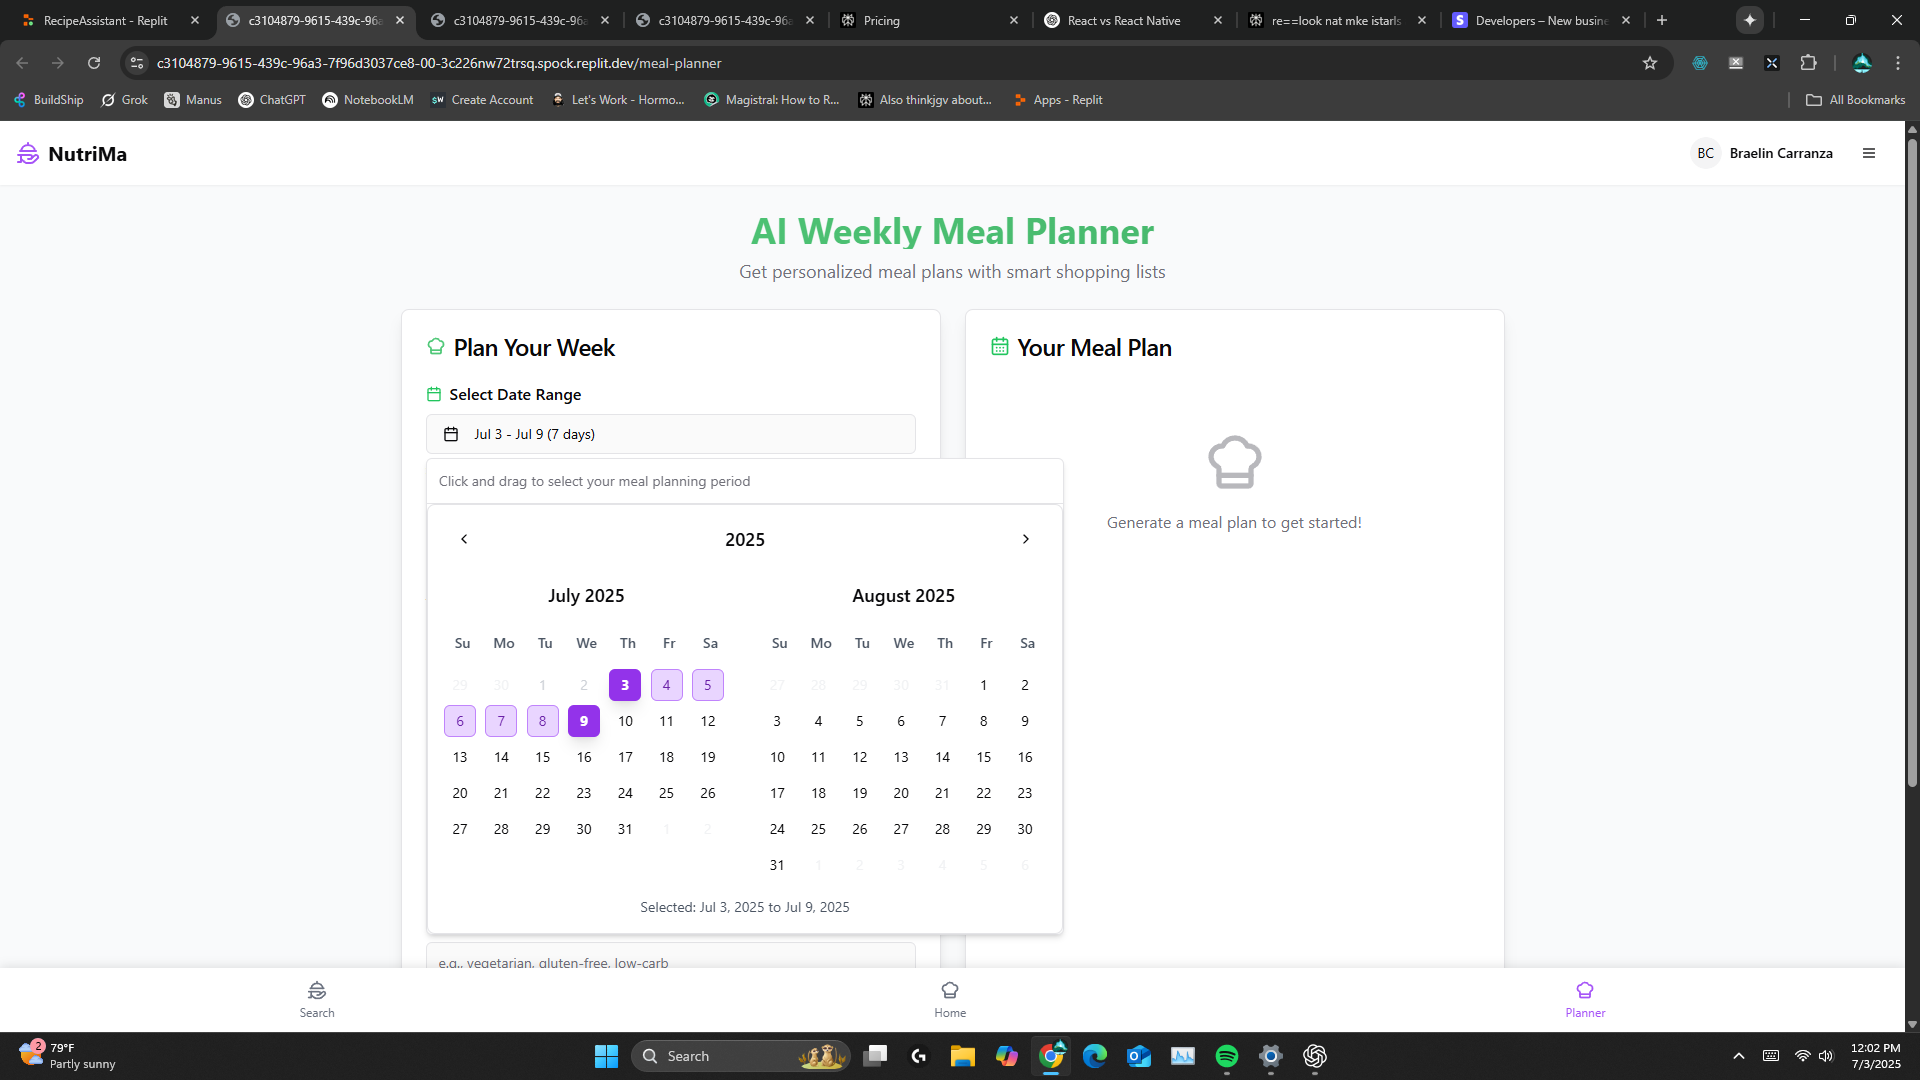 RecipeAssistant - Replit
c3104879-9615-439c-96a
c3104879-9615-439c-96a
c3104879-9615-439c-96a
Pricing
React vs React Native
re==look nat mke istarls
Developers – New busine
c3104879-9615-439c-96a3-7f96d3037ce8-00-3c226nw72trsq.spock.replit.dev/meal-planner
BuildShip
Grok
Manus
ChatGPT
NotebookLM
Create Account
Let's Work - Hormo...
Magistral: How to R...
Also thinkjgv about...
Apps - Replit
All Bookmarks
NutriMa
BC
Braelin Carranza
AI Weekly Meal Planner
Get personalized meal plans with smart shopping lists
Plan Your Week
Select Date Range
Jul 3 - Jul 9 (7 days)
Click and drag to select your meal planning period
2025
July 2025
Su Mo Tu We Th Fr Sa
29 30 1 2 3 4 5
6 7 8 9 10 11 12
13 14 15 16 17 18 19
20 21 22 23 24 25 26
27 28 29 30 31 1 2
August 2025
Su Mo Tu We Th Fr Sa
27 28 29 30 31 1 2
3 4 5 6 7 8 9
10 11 12 13 14 15 16
17 18 19 20 21 22 23
24 25 26 27 28 29 30
31 1 2 3 4 5 6
Selected: Jul 3, 2025 to Jul 9, 2025
e.g., vegetarian, gluten-free, low-carb
Your Meal Plan
Generate a meal plan to get started!
Search
Home
Planner
2
79°F
Partly sunny
Search
12:02 PM
7/3/2025